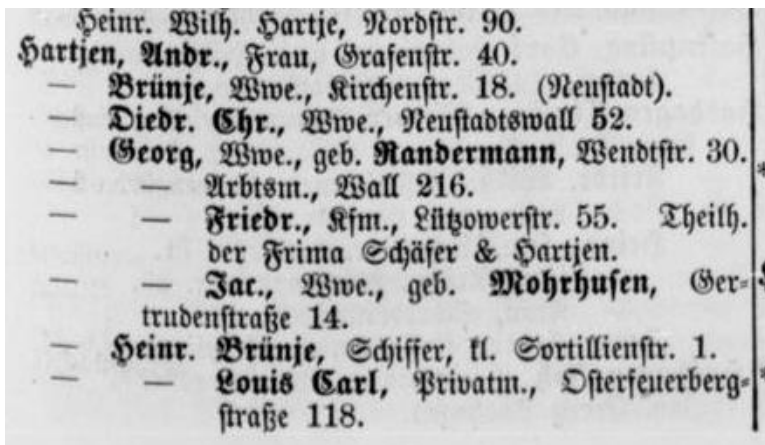 Heinr. Wilh. Hartje, Nordstr. 90.
Hartjen, Andr., Frau, Grafenstr. 40.
— Brünje, Wwe., Kirchenstr. 18. (Neustadt).
— Diedr. Chr., Wwe., Neustadtswall 52.
— Georg, Wwe., geb. Randermann, Wendtstr. 30.
Arbtsm., Wall 216.
— — Friedr., Kfm., Lützowerstr. 55. Theilh.
der Frima Schäfer & Hartjen.
— — Jac., Wwe., geb. Mohrhusen, Ger-
trudenstraße 14.
— Heinr. Brünje, Schiffer, kl. Sortillienstr. 1.
— — Louis Carl, Privatm., Osterfeuerberg-
straße 118.